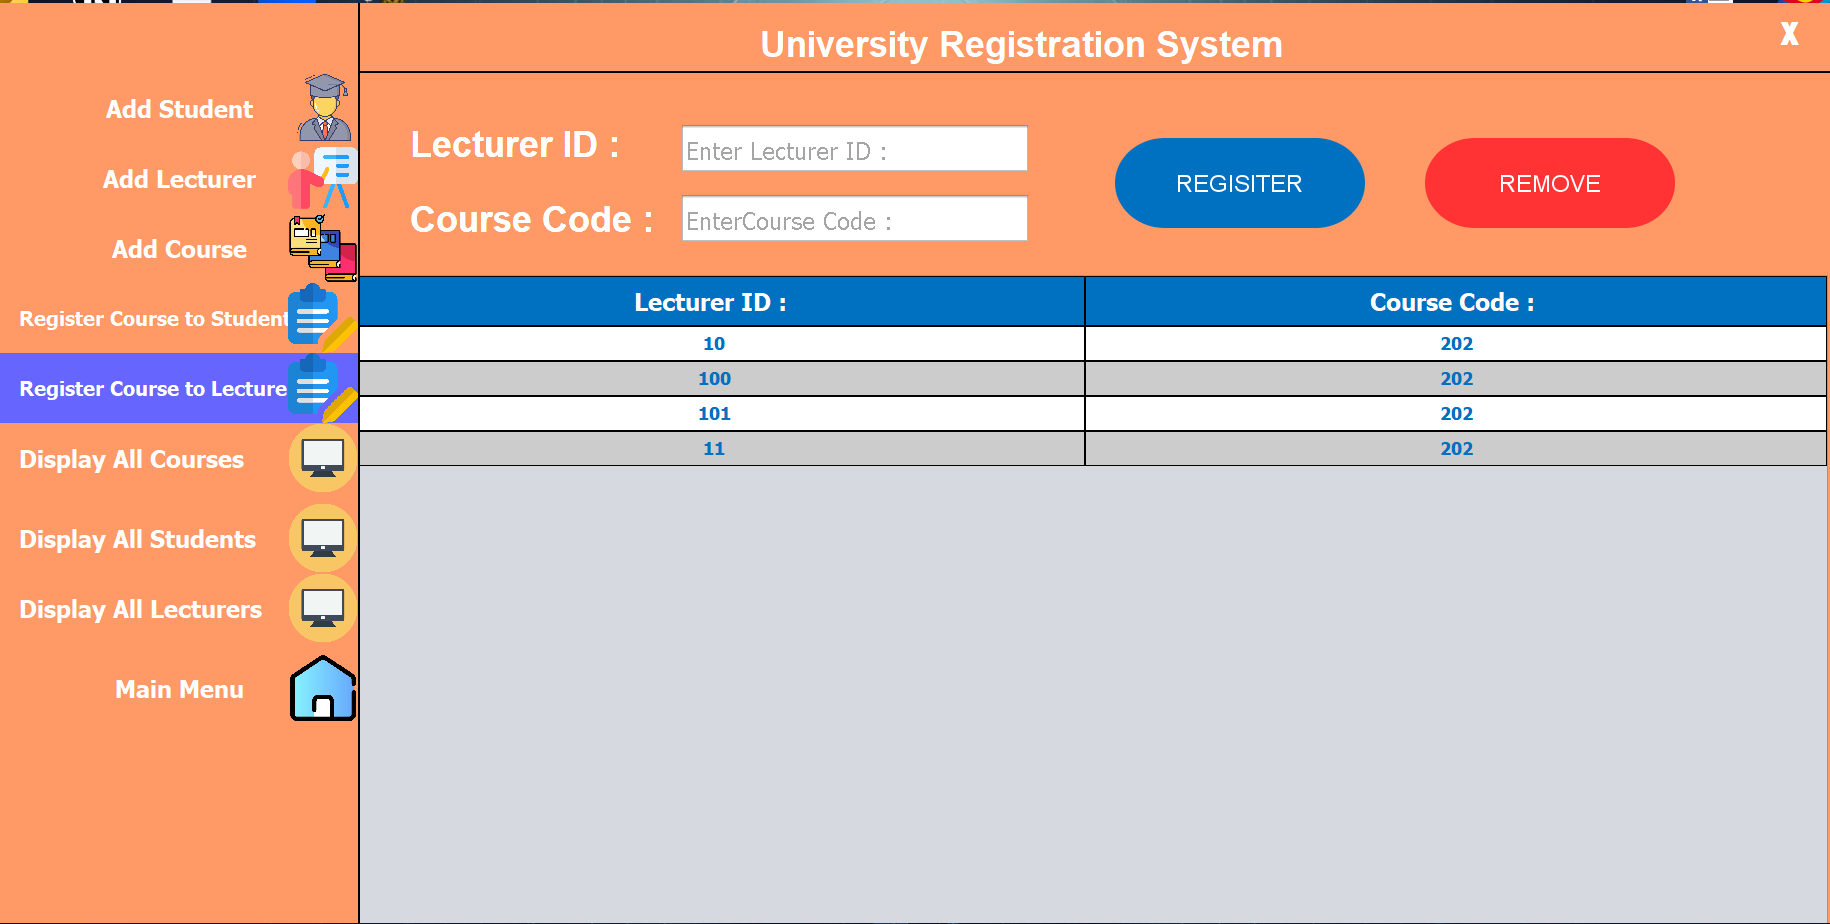 University Registration System
X
Add Student
Add Lecturer
Add Course
Register Course to Student
Register Course to Lecture
Display All Courses
Display All Students
Display All Lecturers
Main Menu
Lecturer ID :
Enter Lecturer ID :
Course Code :
EnterCourse Code :
REGISITER
REMOVE
Lecturer ID : Course Code :
10 202
100 202
101 202
11 202